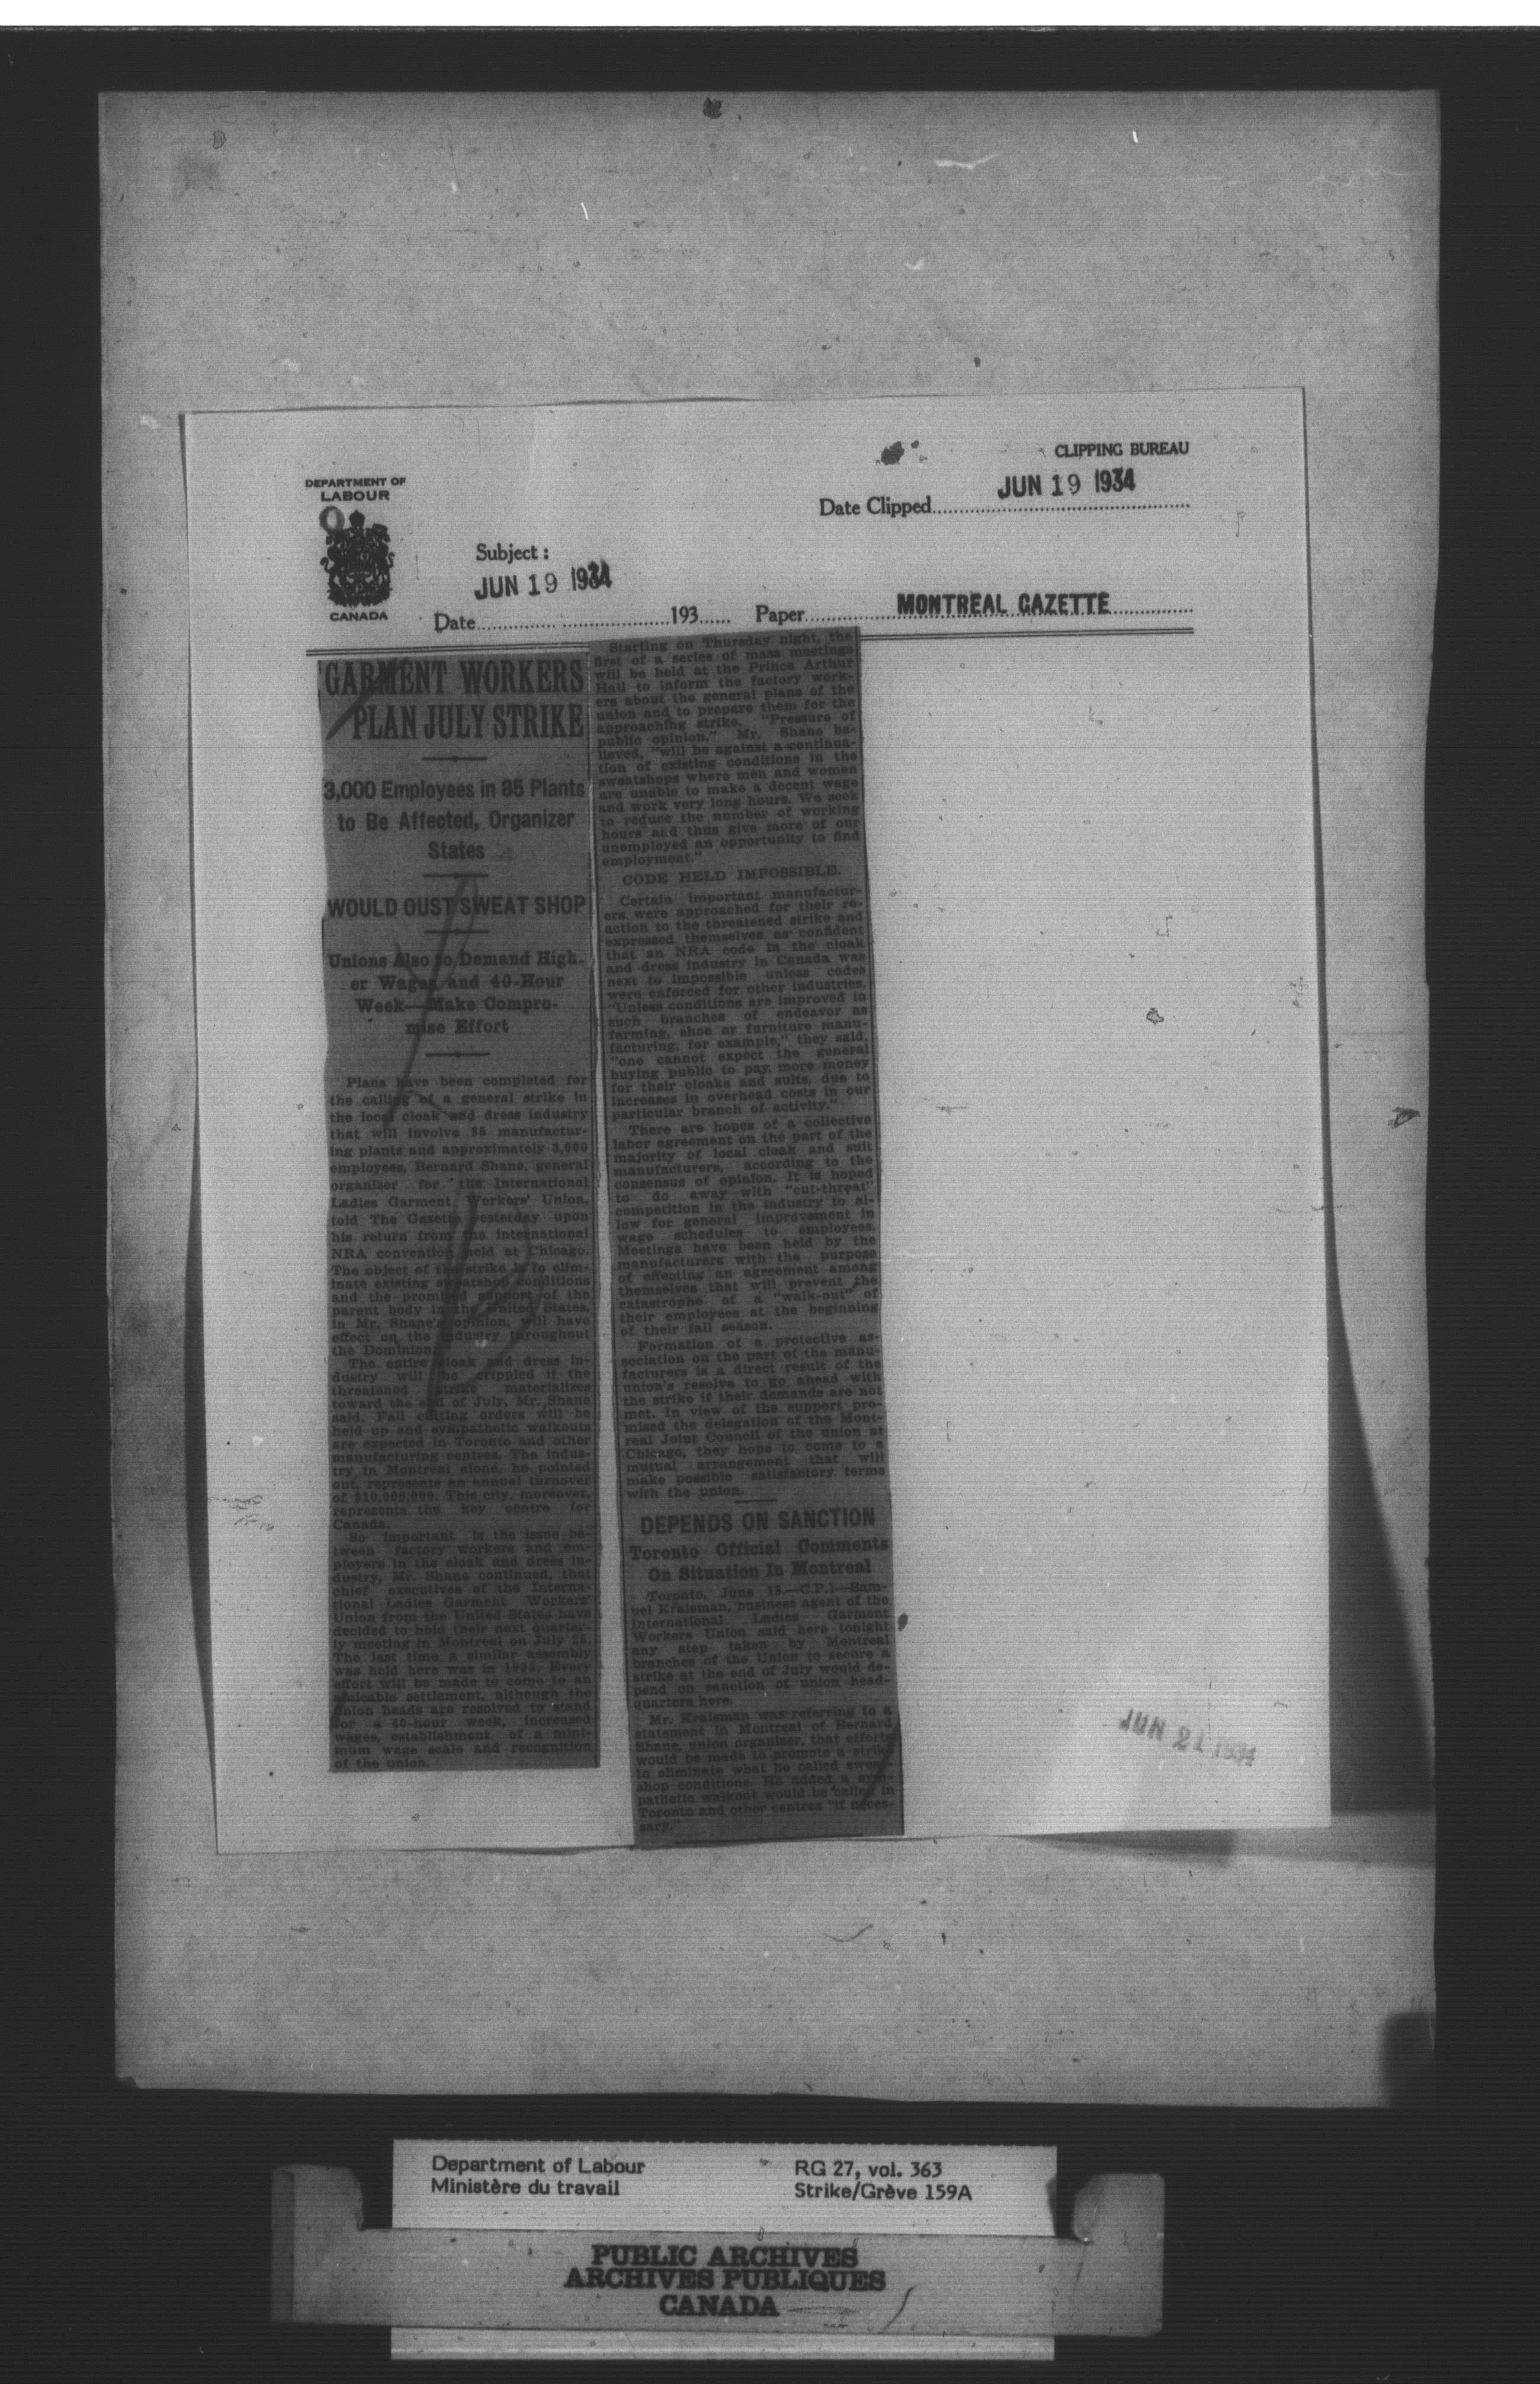 CLIPPING BUREAU
DEPARTMENT OF
LABOUR
CANADA
Date Clipped JUN 19 1934
Subject :
JUN 19 1934
Date 193 Paper MONTREAL GAZETTE
GARMENT WORKERS
PLAN JULY STRIKE
3,000 Employees in 85 Plants
to Be Affected, Organizer
States
WOULD OUST SWEAT SHOP
Unions Also to Demand High-
er Wages and 40-Hour
Week—Make Compro-
mise Effort
Plans have been completed for
the calling of a general strike in
the local cloak and dress industry
that will involve 85 manufactur-
ing plants and approximately 3,000
employees, Bernard Shane, general
organizer for the International
Ladies Garment Workers' Union,
told The Gazette yesterday upon
his return from the international
NRA convention held at Chicago.
The object of the strike is to elim-
inate existing sweatshop conditions
and the promised support of the
parent body in the United States,
in Mr. Shane's opinion, will have
effect on the industry throughout
the Dominion.
The entire cloak and dress in-
dustry will be crippled if the
threatened strike materializes
toward the end of July, Mr. Shane
said. Fall cutting orders will be
held up and sympathetic walkouts
are expected in Toronto and other
manufacturing centres. The indus-
try in Montreal alone, he pointed
out, represents an annual turnover
of $10,000,000. This city, moreover,
represents the key centre for
Canada.
So important is the issue be-
tween factory workers and em-
ployers in the cloak and dress in-
dustry, Mr. Shane continued, that
chief executives of the Interna-
tional Ladies Garment Workers'
Union from the United States have
decided to hold their next quarter-
ly meeting in Montreal on July 25.
The last time a similar assembly
was held here was in 1922. Every
effort will be made to come to an
amicable settlement, although the
union heads are resolved to stand
for a 40-hour week, increased
wages, establishment of a mini-
mum wage scale and recognition
of the union.
Starting on Thursday night, the
first of a series of mass meetings
will be held at the Prince Arthur
Hall to inform the factory work-
ers about the general plans of the
union and to prepare them for the
approaching strike. "Pressure of
public opinion," Mr. Shane be-
lieved, "will be against a continua-
tion of existing conditions in the
sweatshops where men and women
are unable to make a decent wage
and work very long hours. We seek
to reduce the number of working
hours and thus give more of our
unemployed an opportunity to find
employment."
CODE HELD IMPOSSIBLE.
Certain important manufactur-
ers were approached for their re-
action to the threatened strike and
expressed themselves as confident
that an NRA code in the cloak
and dress industry in Canada was
next to impossible unless codes
were enforced for other industries.
"Unless conditions are improved in
such branches of endeavor as
farming, shoe or furniture manu-
facturing, for example," they said,
"one cannot expect the general
buying public to pay more money
for their cloaks and suits, due to
increases in overhead costs in our
particular branch of activity."
There are hopes of a collective
labor agreement on the part of the
majority of local cloak and suit
manufacturers, according to the
consensus of opinion. It is hoped
to do away with "cut-throat"
competition in the industry to al-
low for general improvement in
wage schedules to employees.
Meetings have been held by the
manufacturers with the purpose
of effecting an agreement among
themselves that will prevent the
catastrophe of a "walk-out" of
their employees at the beginning
of their fall season.
Formation of a protective as-
sociation on the part of the manu-
facturers is a direct result of the
union's resolve to go ahead with
the strike if their demands are not
met. In view of the support pro-
mised the delegation of the Mont-
real Joint Council of the union at
Chicago, they hope to come to a
mutual arrangement that will
make possible satisfactory terms
with the union.
DEPENDS ON SANCTION
Toronto Official Comments
On Situation In Montreal
Toronto, June 18.—C.P.)—Sam-
uel Kraisman, business agent of the
International Ladies Garment
Workers Union said here tonight
any step taken by Montreal
branches of the Union to secure a
strike at the end of July would de-
pend on sanction of union head-
quarters here.
Mr. Kraisman was referring to a
statement in Montreal of Bernard
Shane, union organizer, that efforts
would be made to promote a strike
to eliminate what he called sweat-
shop conditions. He added a sym-
pathetic walkout would be called in
Toronto and other centres "if neces-
sary."
JUN 21 1934
Department of Labour
Ministère du travail
RG 27, vol. 363
Strike/Grève 159A
PUBLIC ARCHIVES
ARCHIVES PUBLIQUES
CANADA